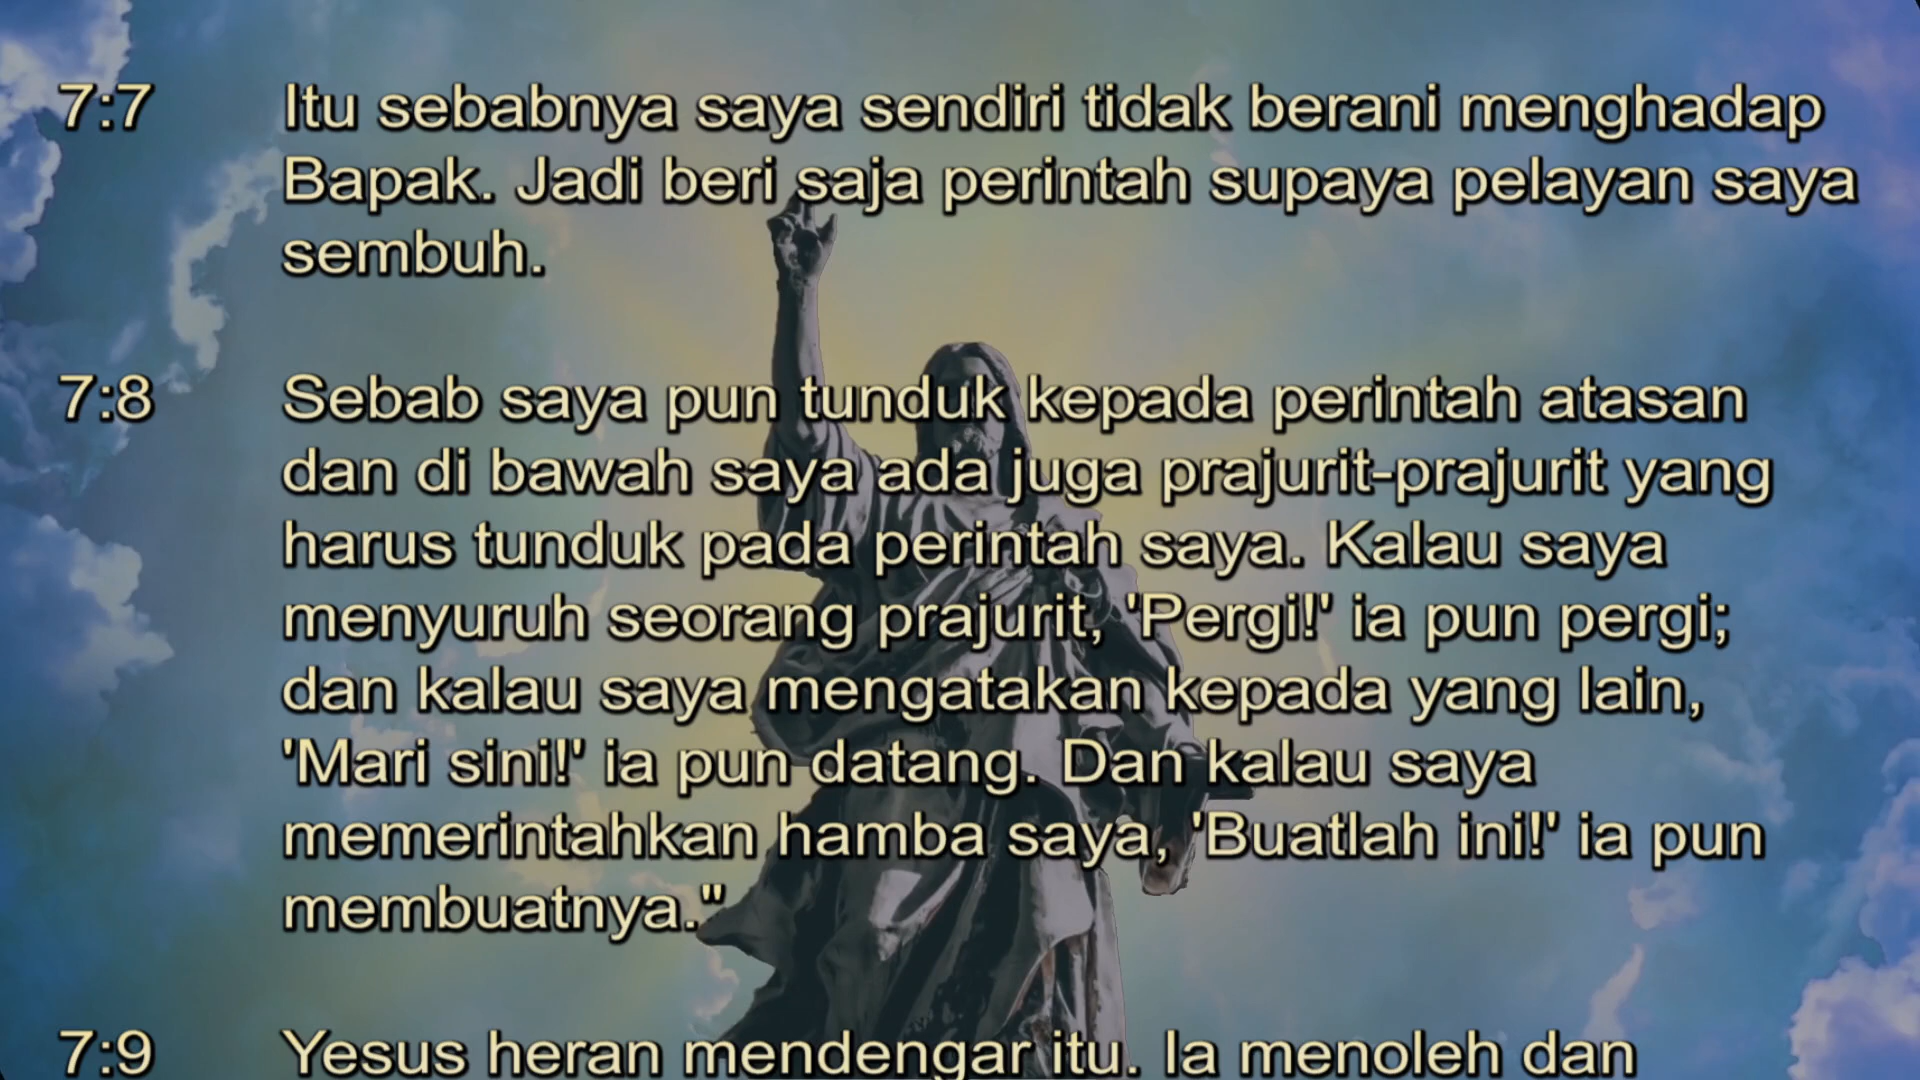 7:7 Itu sebabnya saya sendiri tidak berani menghadap
Bapak. Jadi beri saja perintah supaya pelayan saya
sembuh.
7:8 Sebab saya pun tunduk kepada perintah atasan
dan di bawah saya ada juga prajurit-prajurit yang
harus tunduk pada perintah saya. Kalau saya
menyuruh seorang prajurit, 'Pergi!' ia pun pergi;
dan kalau saya mengatakan kepada yang lain,
'Mari sini!' ia pun datang. Dan kalau saya
memerintahkan hamba saya, 'Buatlah ini!' ia pun
membuatnya."
7:9 Yesus heran mendengar itu. Ia menoleh dan